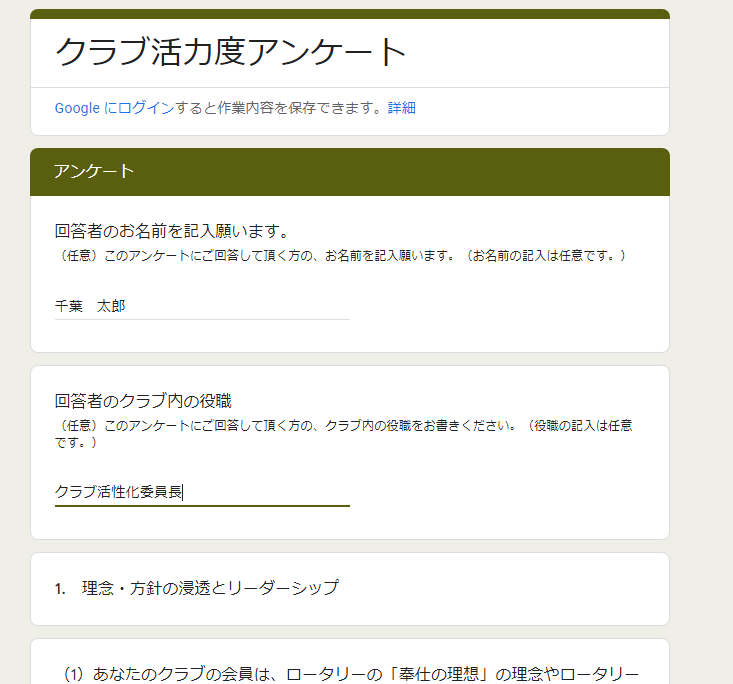 クラブ活力度アンケート
Google にログインすると作業内容を保存できます。詳細
アンケート
回答者のお名前を記入願います。
（任意）このアンケートにご回答して頂く方の、お名前を記入願います。（お名前の記入は任意です。）
千葉　太郎
回答者のクラブ内の役職
（任意）このアンケートにご回答して頂く方の、クラブ内の役職をお書きください。（役職の記入は任意
です。）
クラブ活性化委員長
1.　理念・方針の浸透とリーダーシップ
（1）あなたのクラブの会員は、ロータリーの「奉仕の理想」の理念やロータリー